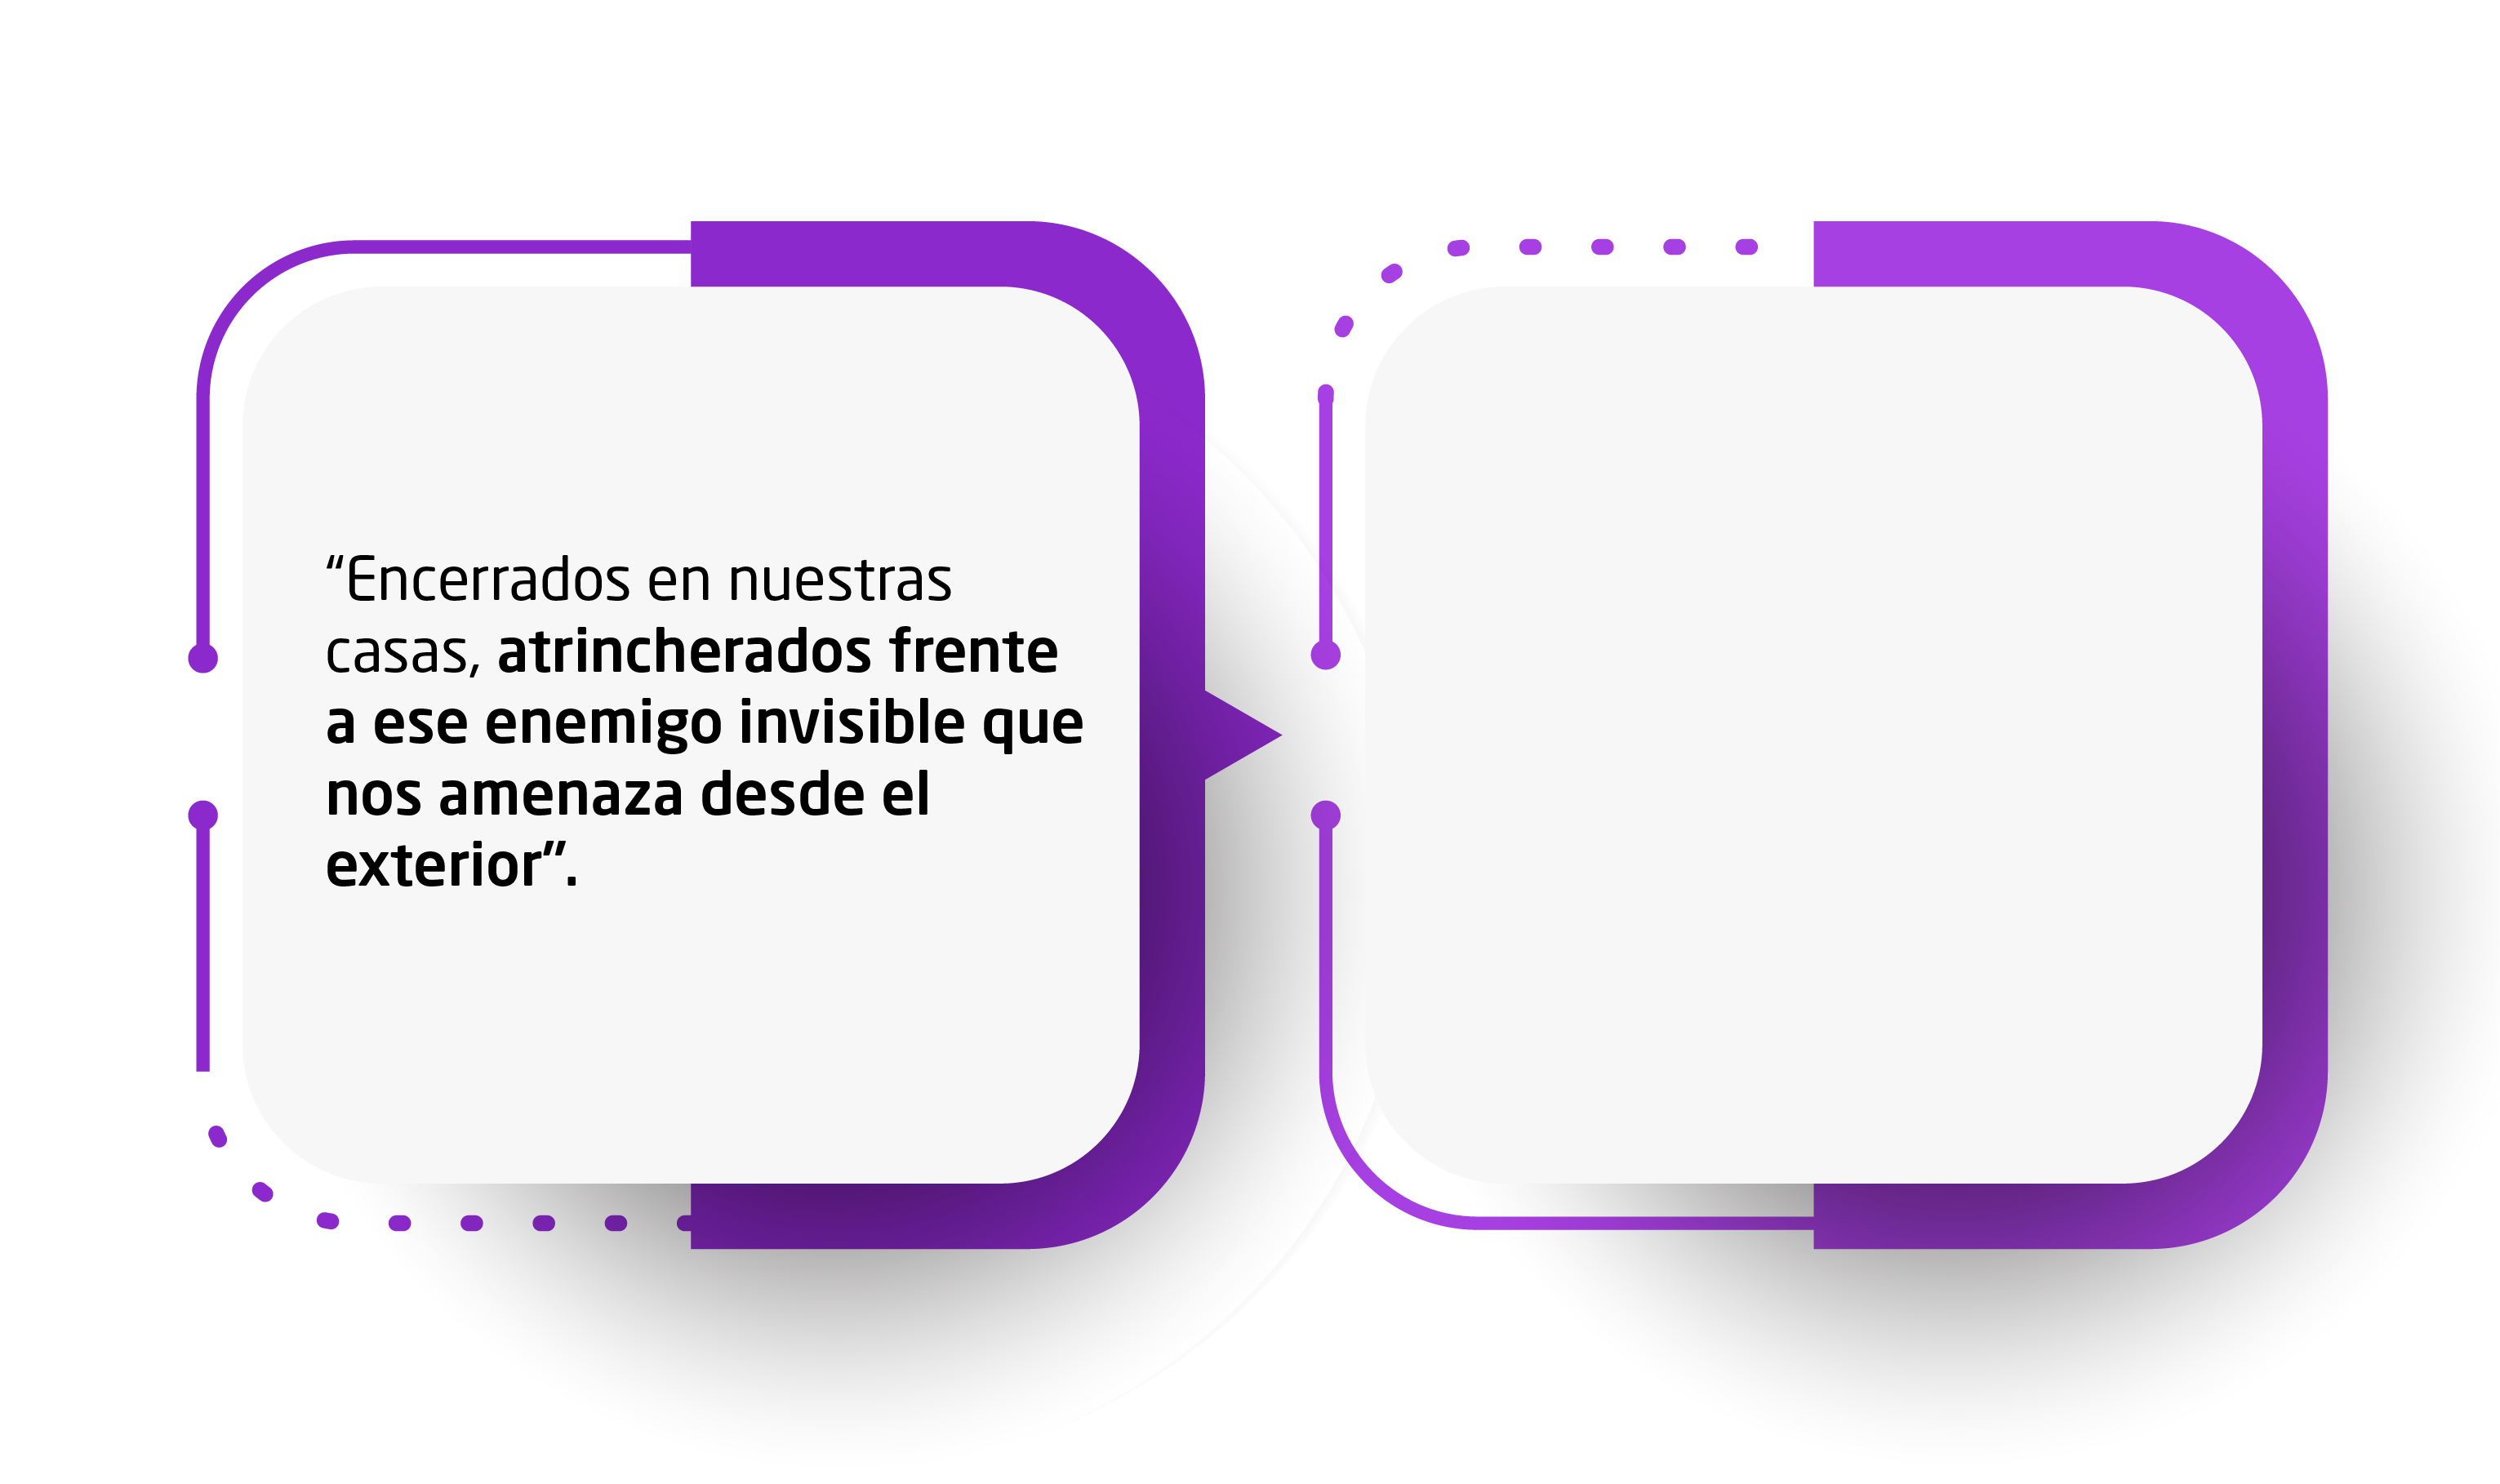 “Encerrados en nuestras
casas, atrincherados frente
a ese enemigo invisible que
nos amenaza desde el
exterior“.